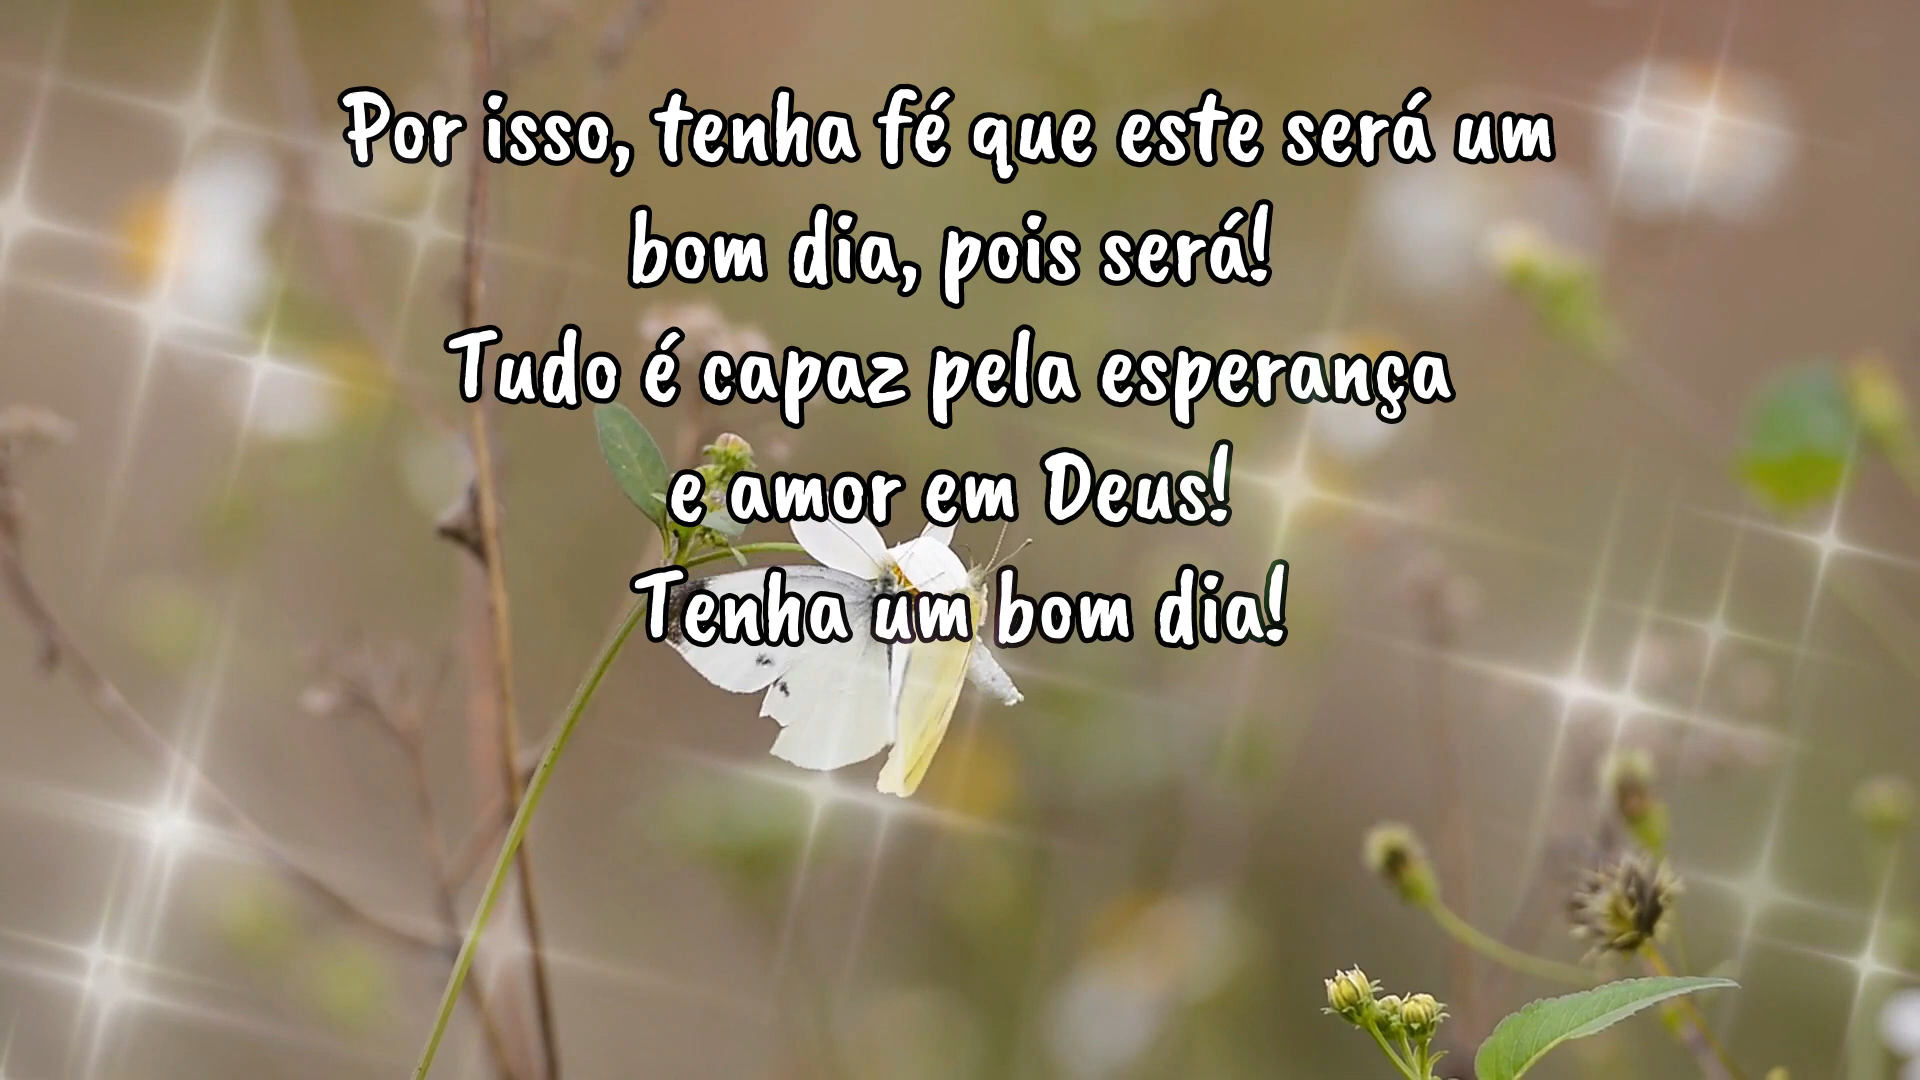 Por isso, tenha fé que este será um
bom dia, pois será!
Tudo é capaz pela esperança
e amor em Deus!
Tenha um bom dia!